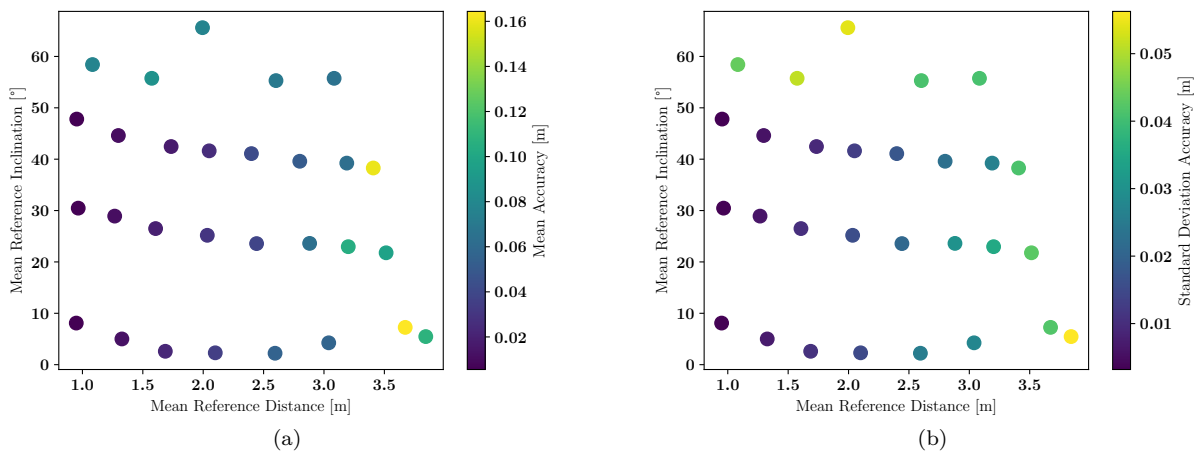 60
50
40
30
20
10
0
Mean Reference Inclination [°]
1.0 1.5 2.0 2.5 3.0 3.5
Mean Reference Distance [m]
0.16
0.14
0.12
0.10
0.08
0.06
0.04
0.02
Mean Accuracy [m]
(a)
60
50
40
30
20
10
0
Mean Reference Inclination [°]
1.0 1.5 2.0 2.5 3.0 3.5
Mean Reference Distance [m]
0.05
0.04
0.03
0.02
0.01
Standard Deviation Accuracy [m]
(b)